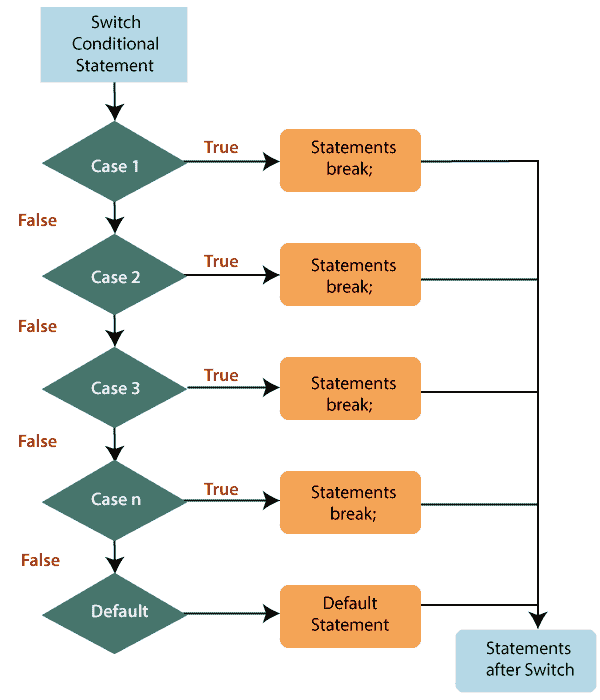 Switch
Conditional
Statement
Case 1
True
Statements
break;
False
Case 2
True
Statements
break;
False
Case 3
True
Statements
break;
False
Case n
True
Statements
break;
False
Default
Default
Statement
Statements
after Switch